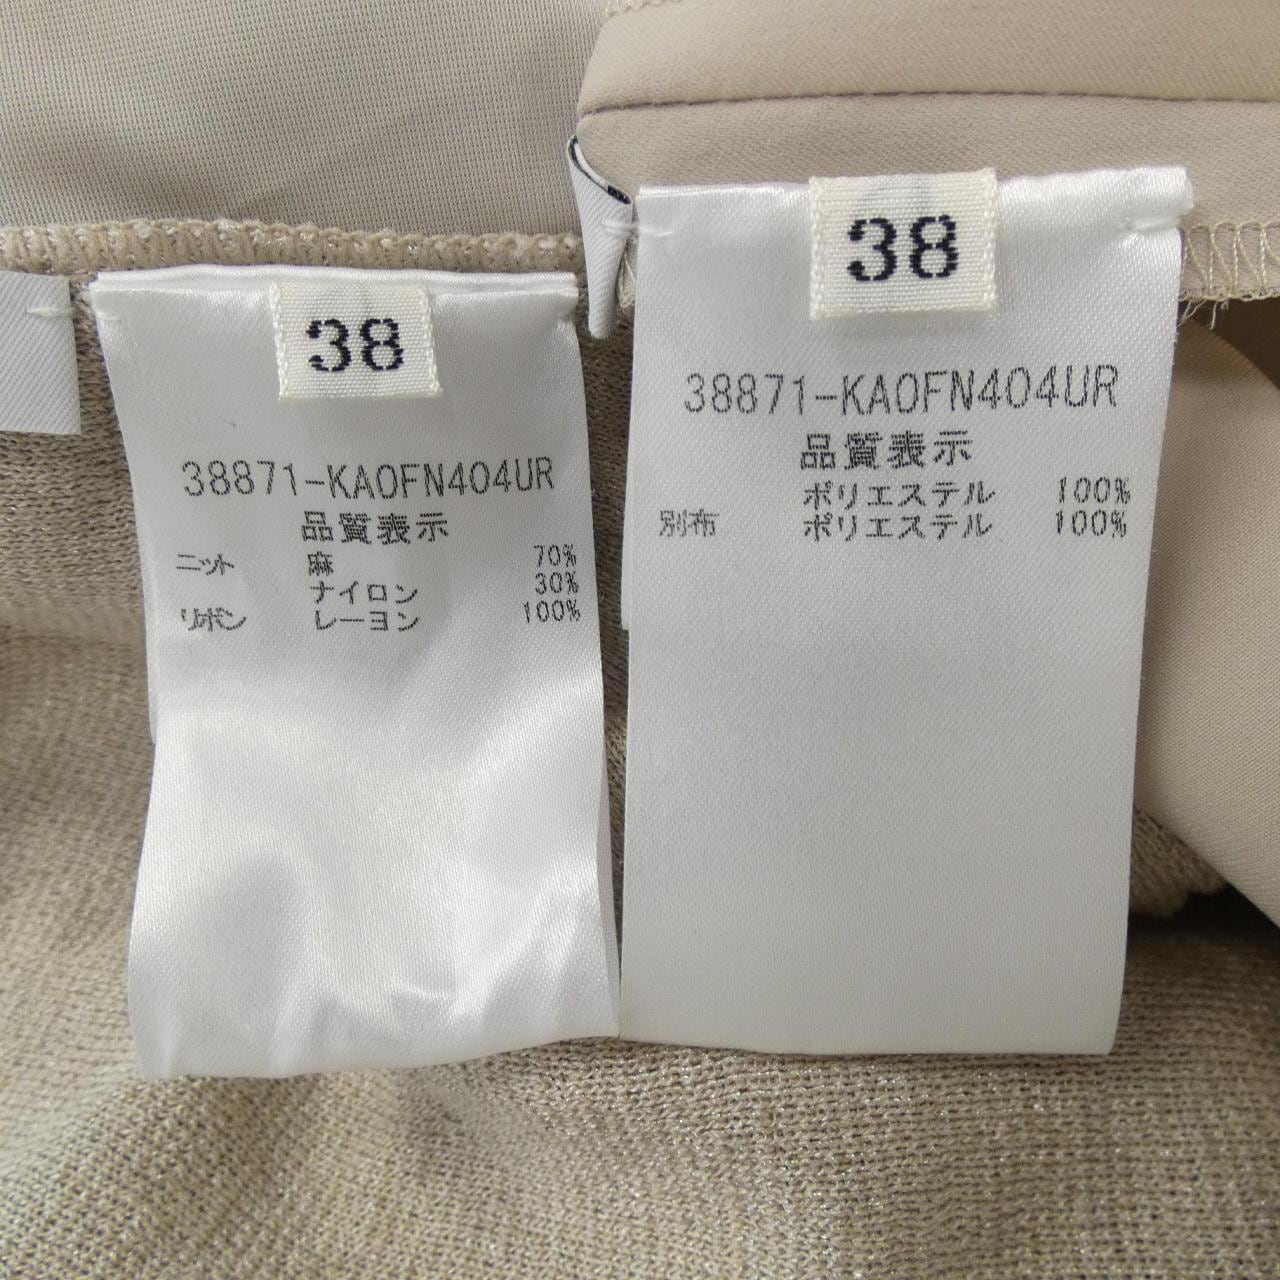 38
38871-KA0FN404UR
品質表示
ニット 麻 70%
ナイロン 30%
リボン レーヨン 100%
38
38871-KA0FN404UR
品質表示
ポリエステル 100%
別布 ポリエステル 100%